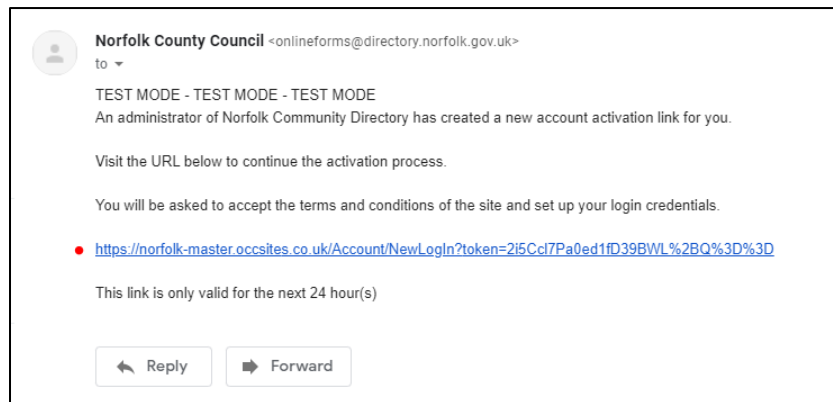 Norfolk County Council <onlineforms@directory.norfolk.gov.uk>
to
TEST MODE - TEST MODE - TEST MODE
An administrator of Norfolk Community Directory has created a new account activation link for you.
Visit the URL below to continue the activation process.
You will be asked to accept the terms and conditions of the site and set up your login credentials.
https://norfolk-master.occsites.co.uk/Account/NewLogIn?token=2i5Ccl7Pa0ed1fD39BWL%2BQ%3D%3D
This link is only valid for the next 24 hour(s)
Reply Forward